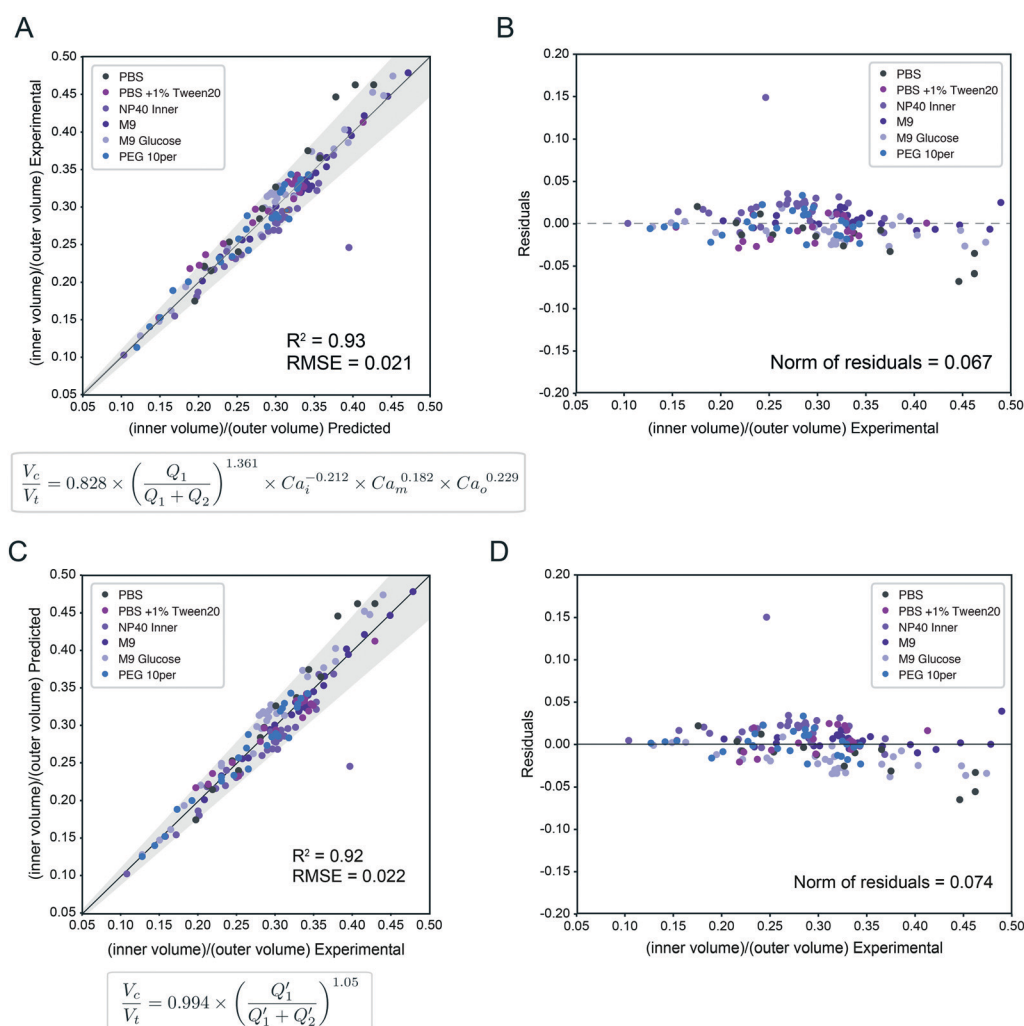 A
(inner volume)/(outer volume) Experimental
0.50
0.45
0.40
0.35
0.30
0.25
0.20
0.15
0.10
0.05
PBS
PBS +1% Tween20
NP40 Inner
M9
M9 Glucose
PEG 10per
R² = 0.93
RMSE = 0.021
0.05 0.10 0.15 0.20 0.25 0.30 0.35 0.40 0.45 0.50
(inner volume)/(outer volume) Predicted
B
Residuals
0.20
0.15
0.10
0.05
0.00
-0.05
-0.10
-0.15
-0.20
PBS
PBS +1% Tween20
NP40 Inner
M9
M9 Glucose
PEG 10per
Norm of residuals = 0.067
0.05 0.10 0.15 0.20 0.25 0.30 0.35 0.40 0.45 0.50
(inner volume)/(outer volume) Experimental
V_c/V_t = 0.828 × (Q_1/(Q_1 + Q_2))^1.361 × Ca_i^-0.212 × Ca_m^0.182 × Ca_o^0.229
C
(inner volume)/(outer volume) Predicted
0.50
0.45
0.40
0.35
0.30
0.25
0.20
0.15
0.10
0.05
PBS
PBS +1% Tween20
NP40 Inner
M9
M9 Glucose
PEG 10per
R² = 0.92
RMSE = 0.022
0.05 0.10 0.15 0.20 0.25 0.30 0.35 0.40 0.45 0.50
(inner volume)/(outer volume) Experimental
D
Residuals
0.20
0.15
0.10
0.05
0.00
-0.05
-0.10
-0.15
-0.20
PBS
PBS +1% Tween20
NP40 Inner
M9
M9 Glucose
PEG 10per
Norm of residuals = 0.074
0.05 0.10 0.15 0.20 0.25 0.30 0.35 0.40 0.45 0.50
(inner volume)/(outer volume) Experimental
V_c/V_t = 0.994 × (Q′_1/(Q′_1 + Q′_2))^1.05